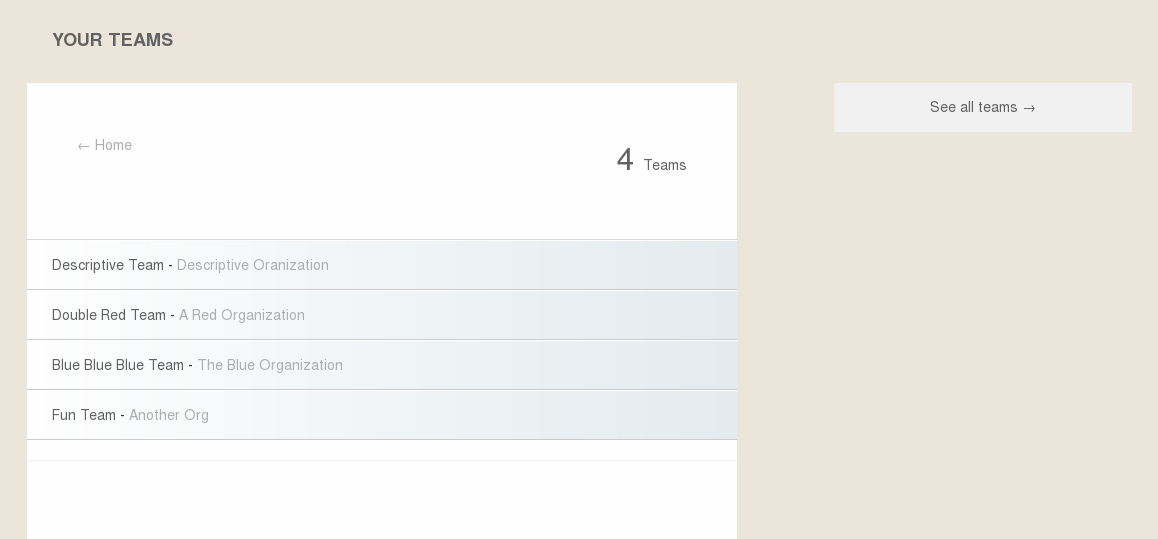 YOUR TEAMS
← Home
4 Teams
See all teams →
Descriptive Team - Descriptive Oranization
Double Red Team - A Red Organization
Blue Blue Blue Team - The Blue Organization
Fun Team - Another Org